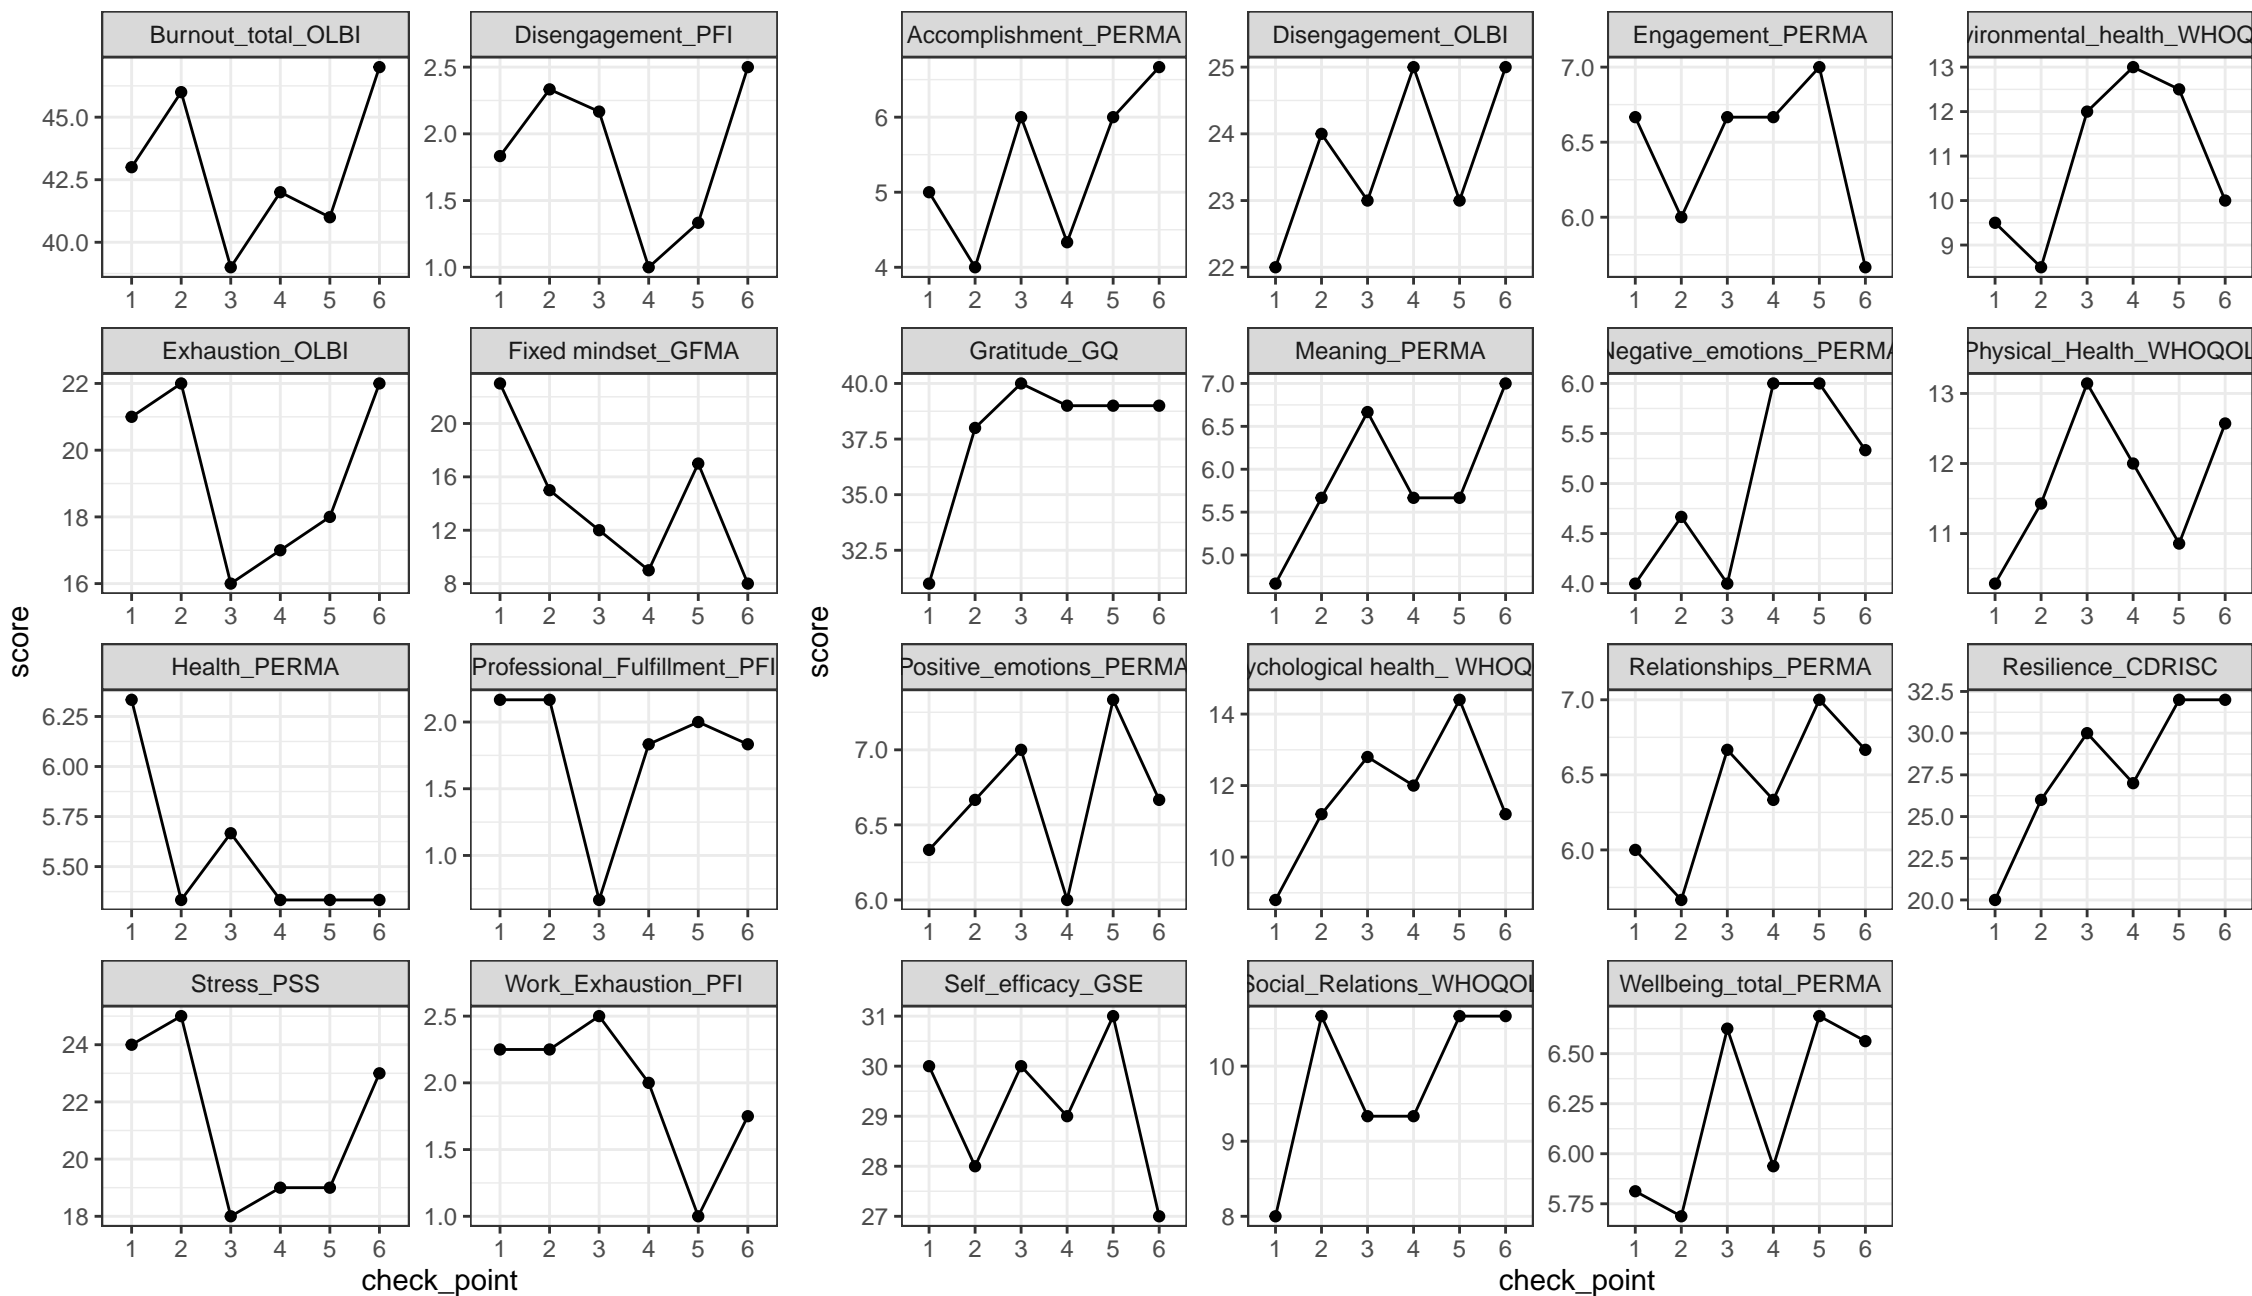 Burnout_total_OLBI
45.0
42.5
40.0
1 2 3 4 5 6
Disengagement_PFI
2.5
2.0
1.5
1.0
1 2 3 4 5 6
Exhaustion_OLBI
22
20
18
16
1 2 3 4 5 6
Fixed mindset_GFMA
20
16
12
8
1 2 3 4 5 6
Health_PERMA
6.25
6.00
5.75
5.50
1 2 3 4 5 6
Professional_Fulfillment_PFI
2.0
1.5
1.0
1 2 3 4 5 6
Stress_PSS
24
22
20
18
1 2 3 4 5 6
Work_Exhaustion_PFI
2.5
2.0
1.5
1.0
1 2 3 4 5 6
score
check_point
Accomplishment_PERMA
6
5
4
1 2 3 4 5 6
Disengagement_OLBI
25
24
23
22
1 2 3 4 5 6
Engagement_PERMA
7.0
6.5
6.0
1 2 3 4 5 6
vironmental_health_WHOQ
13
12
11
10
9
1 2 3 4 5 6
Gratitude_GQ
40.0
37.5
35.0
32.5
1 2 3 4 5 6
Meaning_PERMA
7.0
6.5
6.0
5.5
5.0
1 2 3 4 5 6
Negative_emotions_PERMA
6.0
5.5
5.0
4.5
4.0
1 2 3 4 5 6
Physical_Health_WHOQOL
13
12
11
1 2 3 4 5 6
Positive_emotions_PERMA
7.0
6.5
6.0
1 2 3 4 5 6
ychological health_ WHOQ
14
12
10
1 2 3 4 5 6
Relationships_PERMA
7.0
6.5
6.0
1 2 3 4 5 6
Resilience_CDRISC
32.5
30.0
27.5
25.0
22.5
20.0
1 2 3 4 5 6
Self_efficacy_GSE
31
30
29
28
27
1 2 3 4 5 6
Social_Relations_WHOQOL
10
9
8
1 2 3 4 5 6
Wellbeing_total_PERMA
6.50
6.25
6.00
5.75
1 2 3 4 5 6
score
check_point